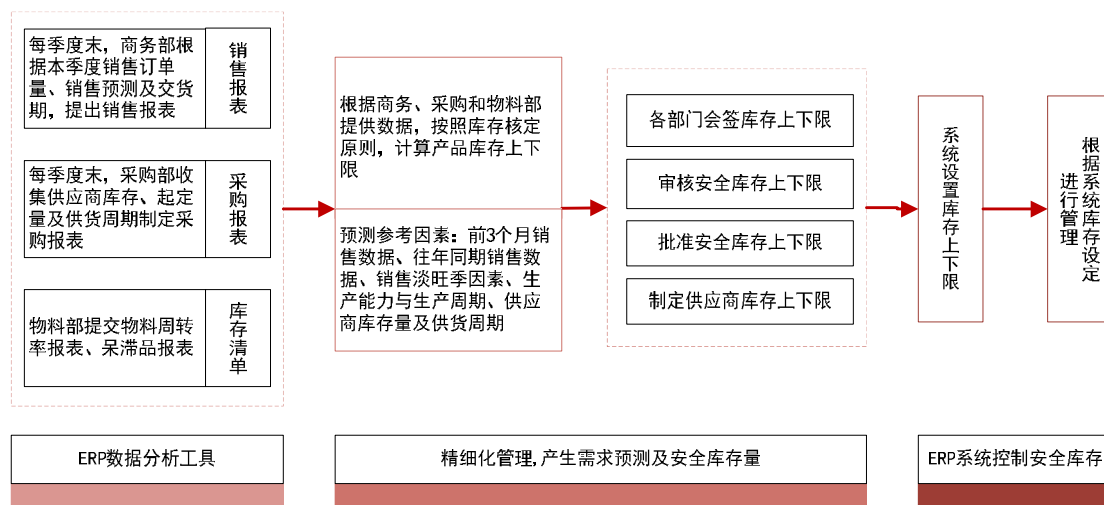 每季度末，商务部根
据本季度销售订单
量、销售预测及交货
期，提出销售报表
销售报表
每季度末，采购部收
集供应商库存、起定
量及供货周期制定采
购报表
采购报表
物料部提交物料周转
率报表、呆滞品报表
库存清单
根据商务、采购和物料部
提供数据，按照库存核定
原则，计算产品库存上下
限
预测参考因素：前3个月销
售数据、往年同期销售数
据、销售淡旺季因素、生
产能力与生产周期、供应
商库存量及供货周期
各部门会签库存上下限
审核安全库存上下限
批准安全库存上下限
制定供应商库存上下限
系统设置库存上下限
根据系统库存设定
进行管理
ERP数据分析工具
精细化管理,产生需求预测及安全库存量
ERP系统控制安全库存